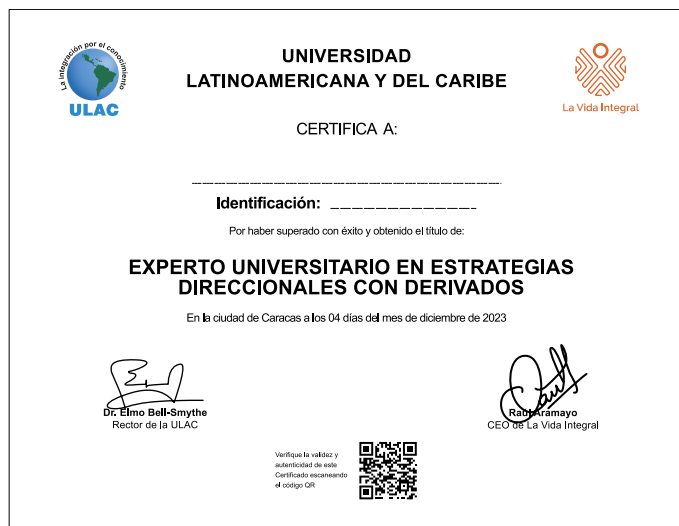 La integración por el conocimiento
ULAC
UNIVERSIDAD
LATINOAMERICANA Y DEL CARIBE
La Vida Integral
CERTIFICA A:
Identificación:
Por haber superado con éxito y obtenido el título de:
EXPERTO UNIVERSITARIO EN ESTRATEGIAS
DIRECCIONALES CON DERIVADOS
En la ciudad de Caracas a los 04 días del mes de diciembre de 2023
Dr. Elmo Bell-Smythe
Rector de la ULAC
Raúl Aramayo
CEO de La Vida Integral
Verifique la validez y
autenticidad de este
Certificado escaneando
el código QR